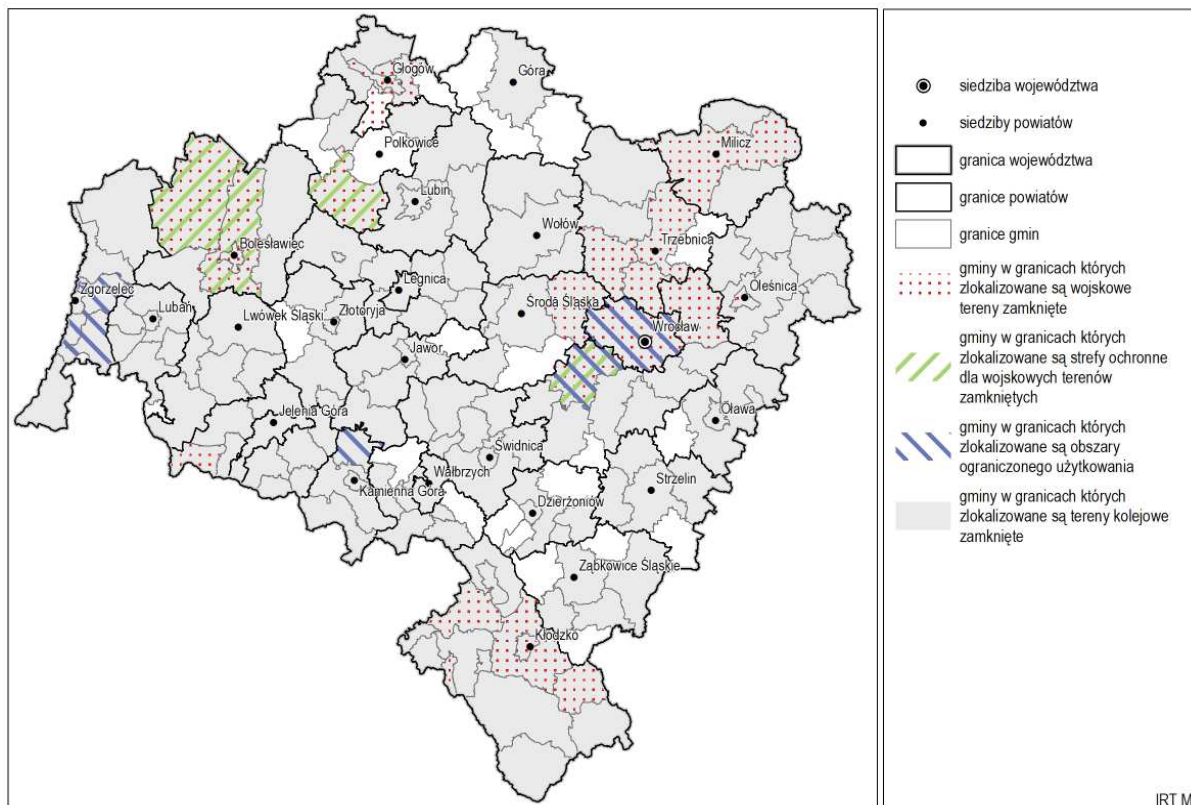 Głogów
Góra
Polkowice
Milicz
Lubin
Wołów
Trzebnica
Bolesławiec
Legnica
Oleśnica
Zgorzelec
Środa Śląska
Lubań
Lwówek Śląski
Złotoryja
Wrocław
Jawor
Jelenia Góra
Oława
Świdnica
Wałbrzych
Kamienna Góra
Strzelin
Dzierżoniów
Ząbkowice Śląskie
Kłodzko
siedziba województwa
siedziby powiatów
granica województwa
granice powiatów
granice gmin
gminy w granicach których
zlokalizowane są wojskowe
tereny zamknięte
gminy w granicach których
zlokalizowane są strefy ochronne
dla wojskowych terenów
zamkniętych
gminy w granicach których
zlokalizowane są obszary
ograniczonego użytkowania
gminy w granicach których
zlokalizowane są tereny kolejowe
zamknięte
IRT M